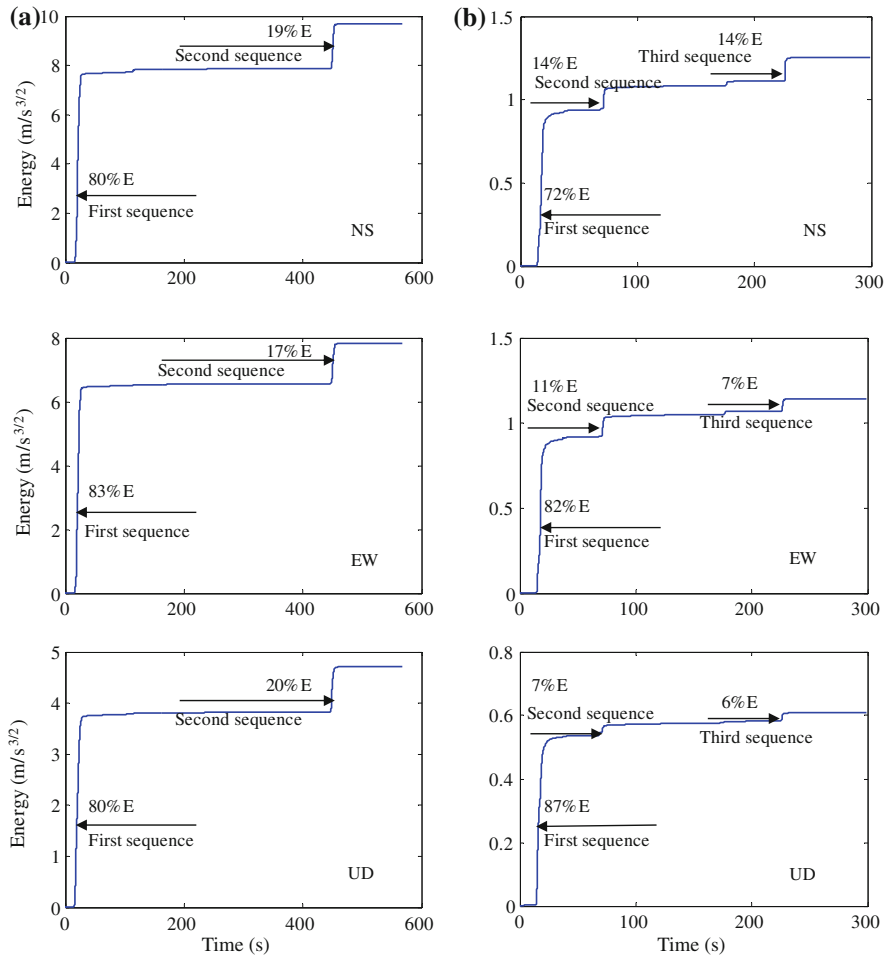 (a)
10
8
6
4
2
0
Energy (m/s 3/2)
19% E
Second sequence
80% E
First sequence
NS
0
200
400
600
(b)
1.5
1
0.5
0
Energy (m/s 3/2)
14% E
Second sequence
14% E
Third sequence
72% E
First sequence
NS
0
100
200
300
8
6
4
2
0
Energy (m/s 3/2)
17% E
Second sequence
83% E
First sequence
EW
0
200
400
600
1.5
1
0.5
0
11% E
Second sequence
7% E
Third sequence
82% E
First sequence
EW
0
100
200
300
5
4
3
2
1
0
Energy (m/s 3/2)
20% E
Second sequence
80% E
First sequence
UD
0
200
400
600
Time (s)
0.8
0.6
0.4
0.2
0
7% E
Second sequence
6% E
Third sequence
87% E
First sequence
UD
0
100
200
300
Time (s)